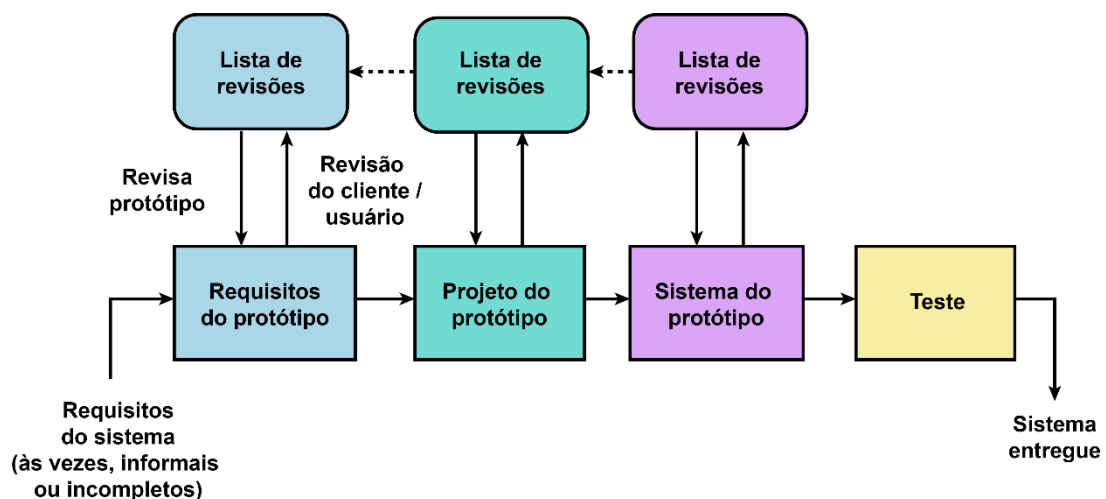 Lista de
revisões
Lista de
revisões
Lista de
revisões
Revisa
protótipo
Revisão
do cliente /
usuário
Requisitos
do protótipo
Projeto do
protótipo
Sistema do
protótipo
Teste
Requisitos
do sistema
(às vezes, informais
ou incompletos)
Sistema
entregue